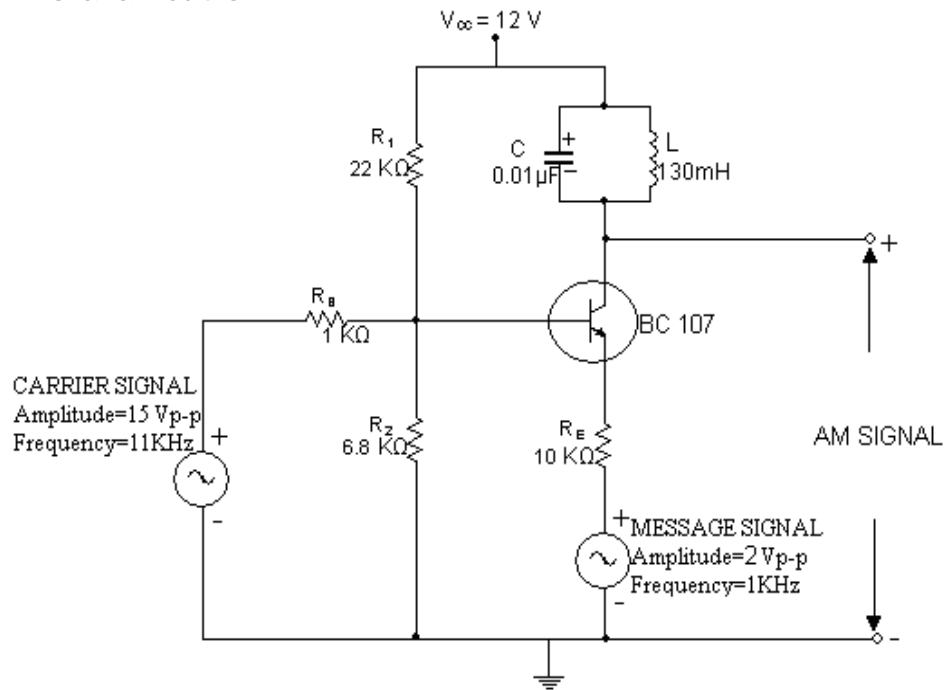 V∞ = 12 V
R1
22 KΩ
C
0.01µF
+
−
L
130mH
+
RB
1 KΩ
BC 107
CARRIER SIGNAL
Amplitude=15 Vp-p
Frequency=11KHz
+
-
R2
6.8 KΩ
RE
10 KΩ
AM SIGNAL
+
MESSAGE SIGNAL
Amplitude=2 Vp-p
Frequency=1KHz
-
-